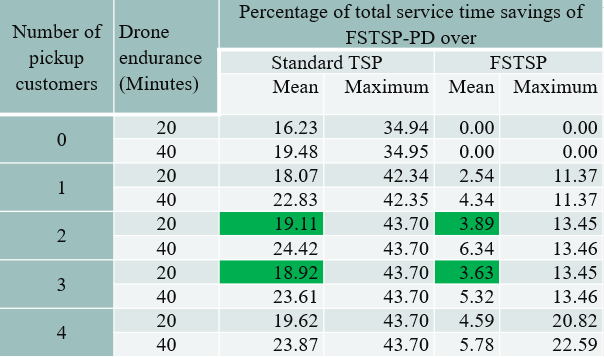 Number of pickup customers Drone endurance (Minutes) Percentage of total service time savings of FSTSP-PD over
Standard TSP FSTSP
Mean Maximum Mean Maximum
0 20 16.23 34.94 0.00 0.00
40 19.48 34.95 0.00 0.00
1 20 18.07 42.34 2.54 11.37
40 22.83 42.35 4.34 11.37
2 20 19.11 43.70 3.89 13.45
40 24.42 43.70 6.34 13.46
3 20 18.92 43.70 3.63 13.45
40 23.61 43.70 5.32 13.46
4 20 19.62 43.70 4.59 20.82
40 23.87 43.70 5.78 22.59